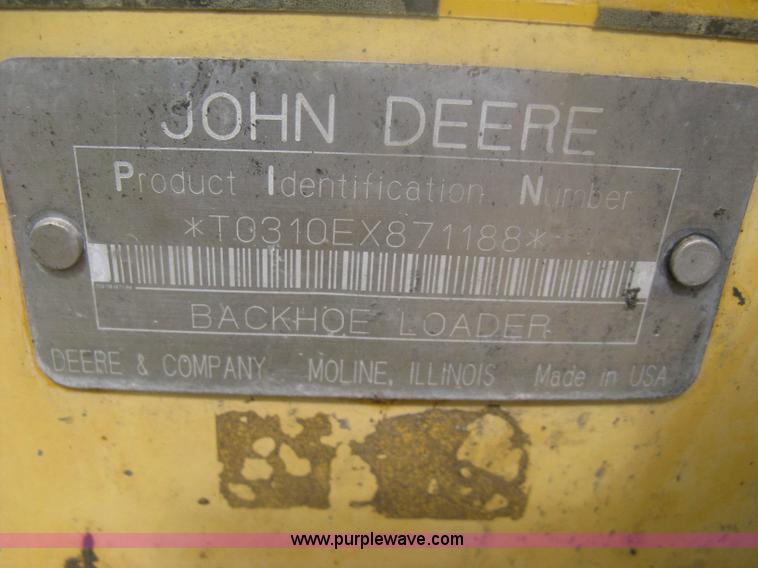 JOHN DEERE
Product Identification Number
*T0310EX871188*
BACKHOE LOADER
DEERE & COMPANY MOLINE, ILLINOIS Made in USA
www.purplewave.com